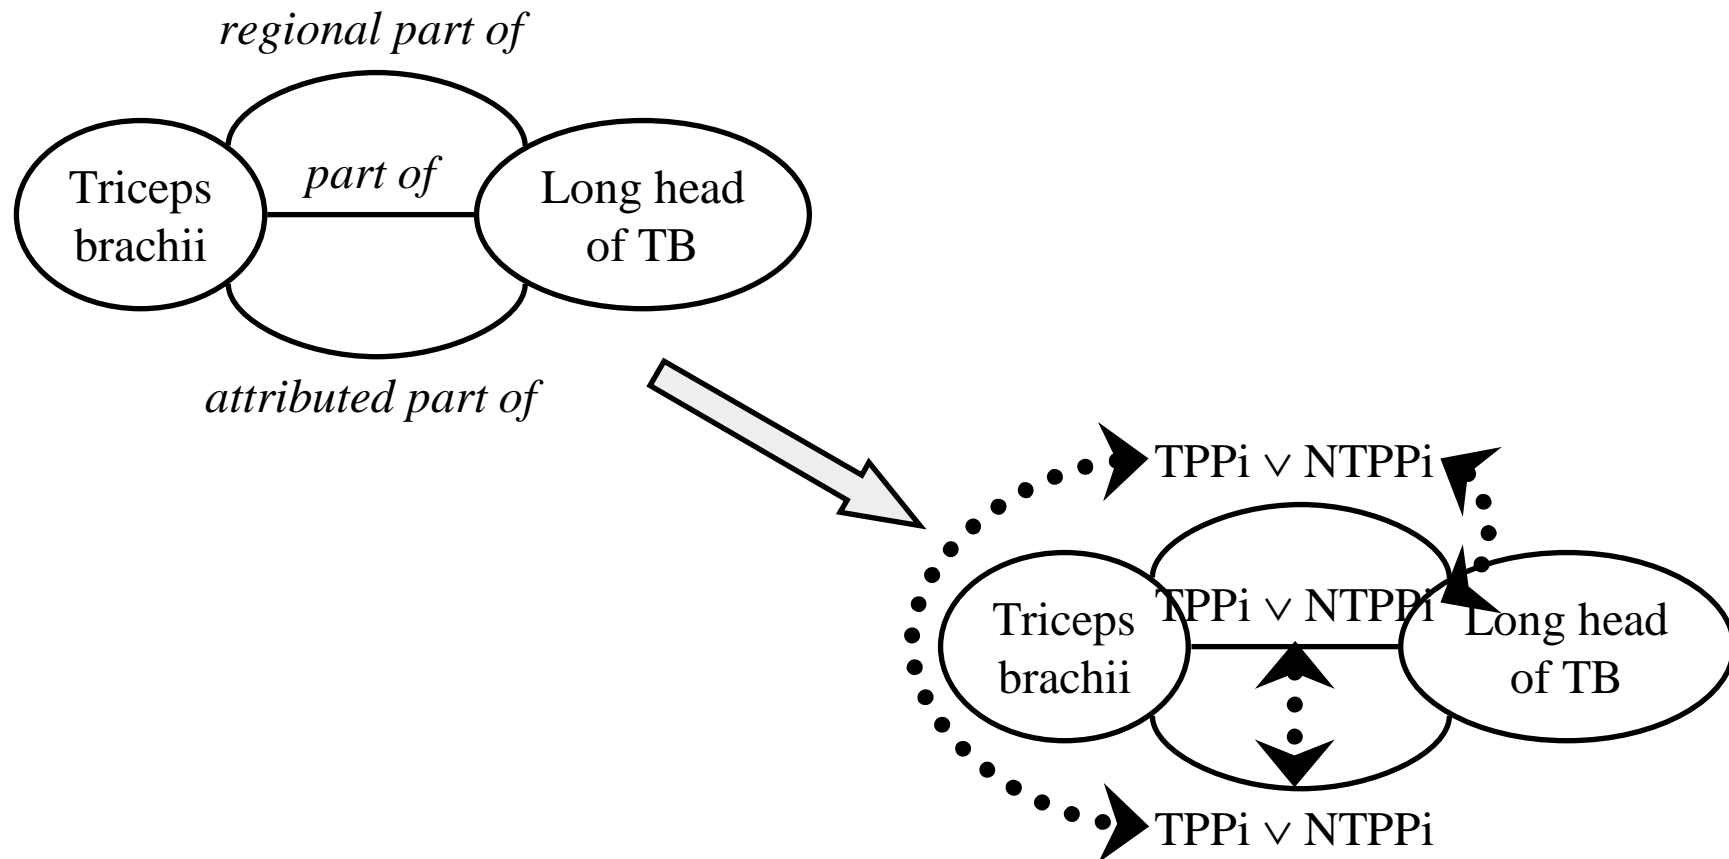 regional part of
Triceps
brachii
part of
Long head
of TB
attributed part of
TPPi ∨ NTPPi
TPPi ∨ NTPPi
Triceps
brachii
Long head
of TB
TPPi ∨ NTPPi